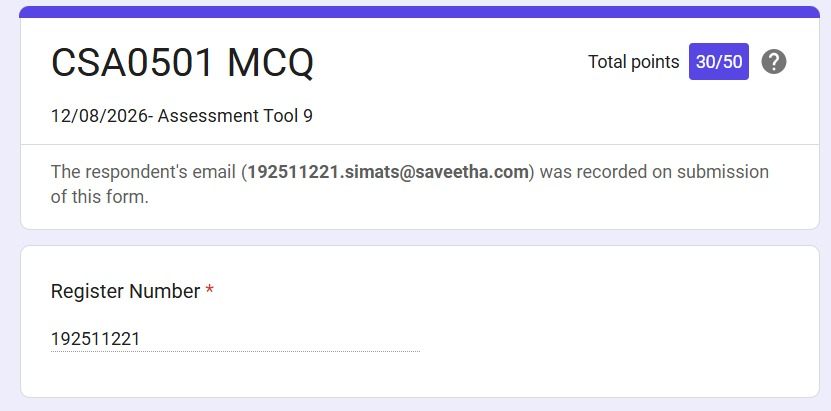 CSA0501 MCQ
Total points 30/50 ?
12/08/2026- Assessment Tool 9
The respondent's email (192511221.simats@saveetha.com) was recorded on submission
of this form.
Register Number *
192511221